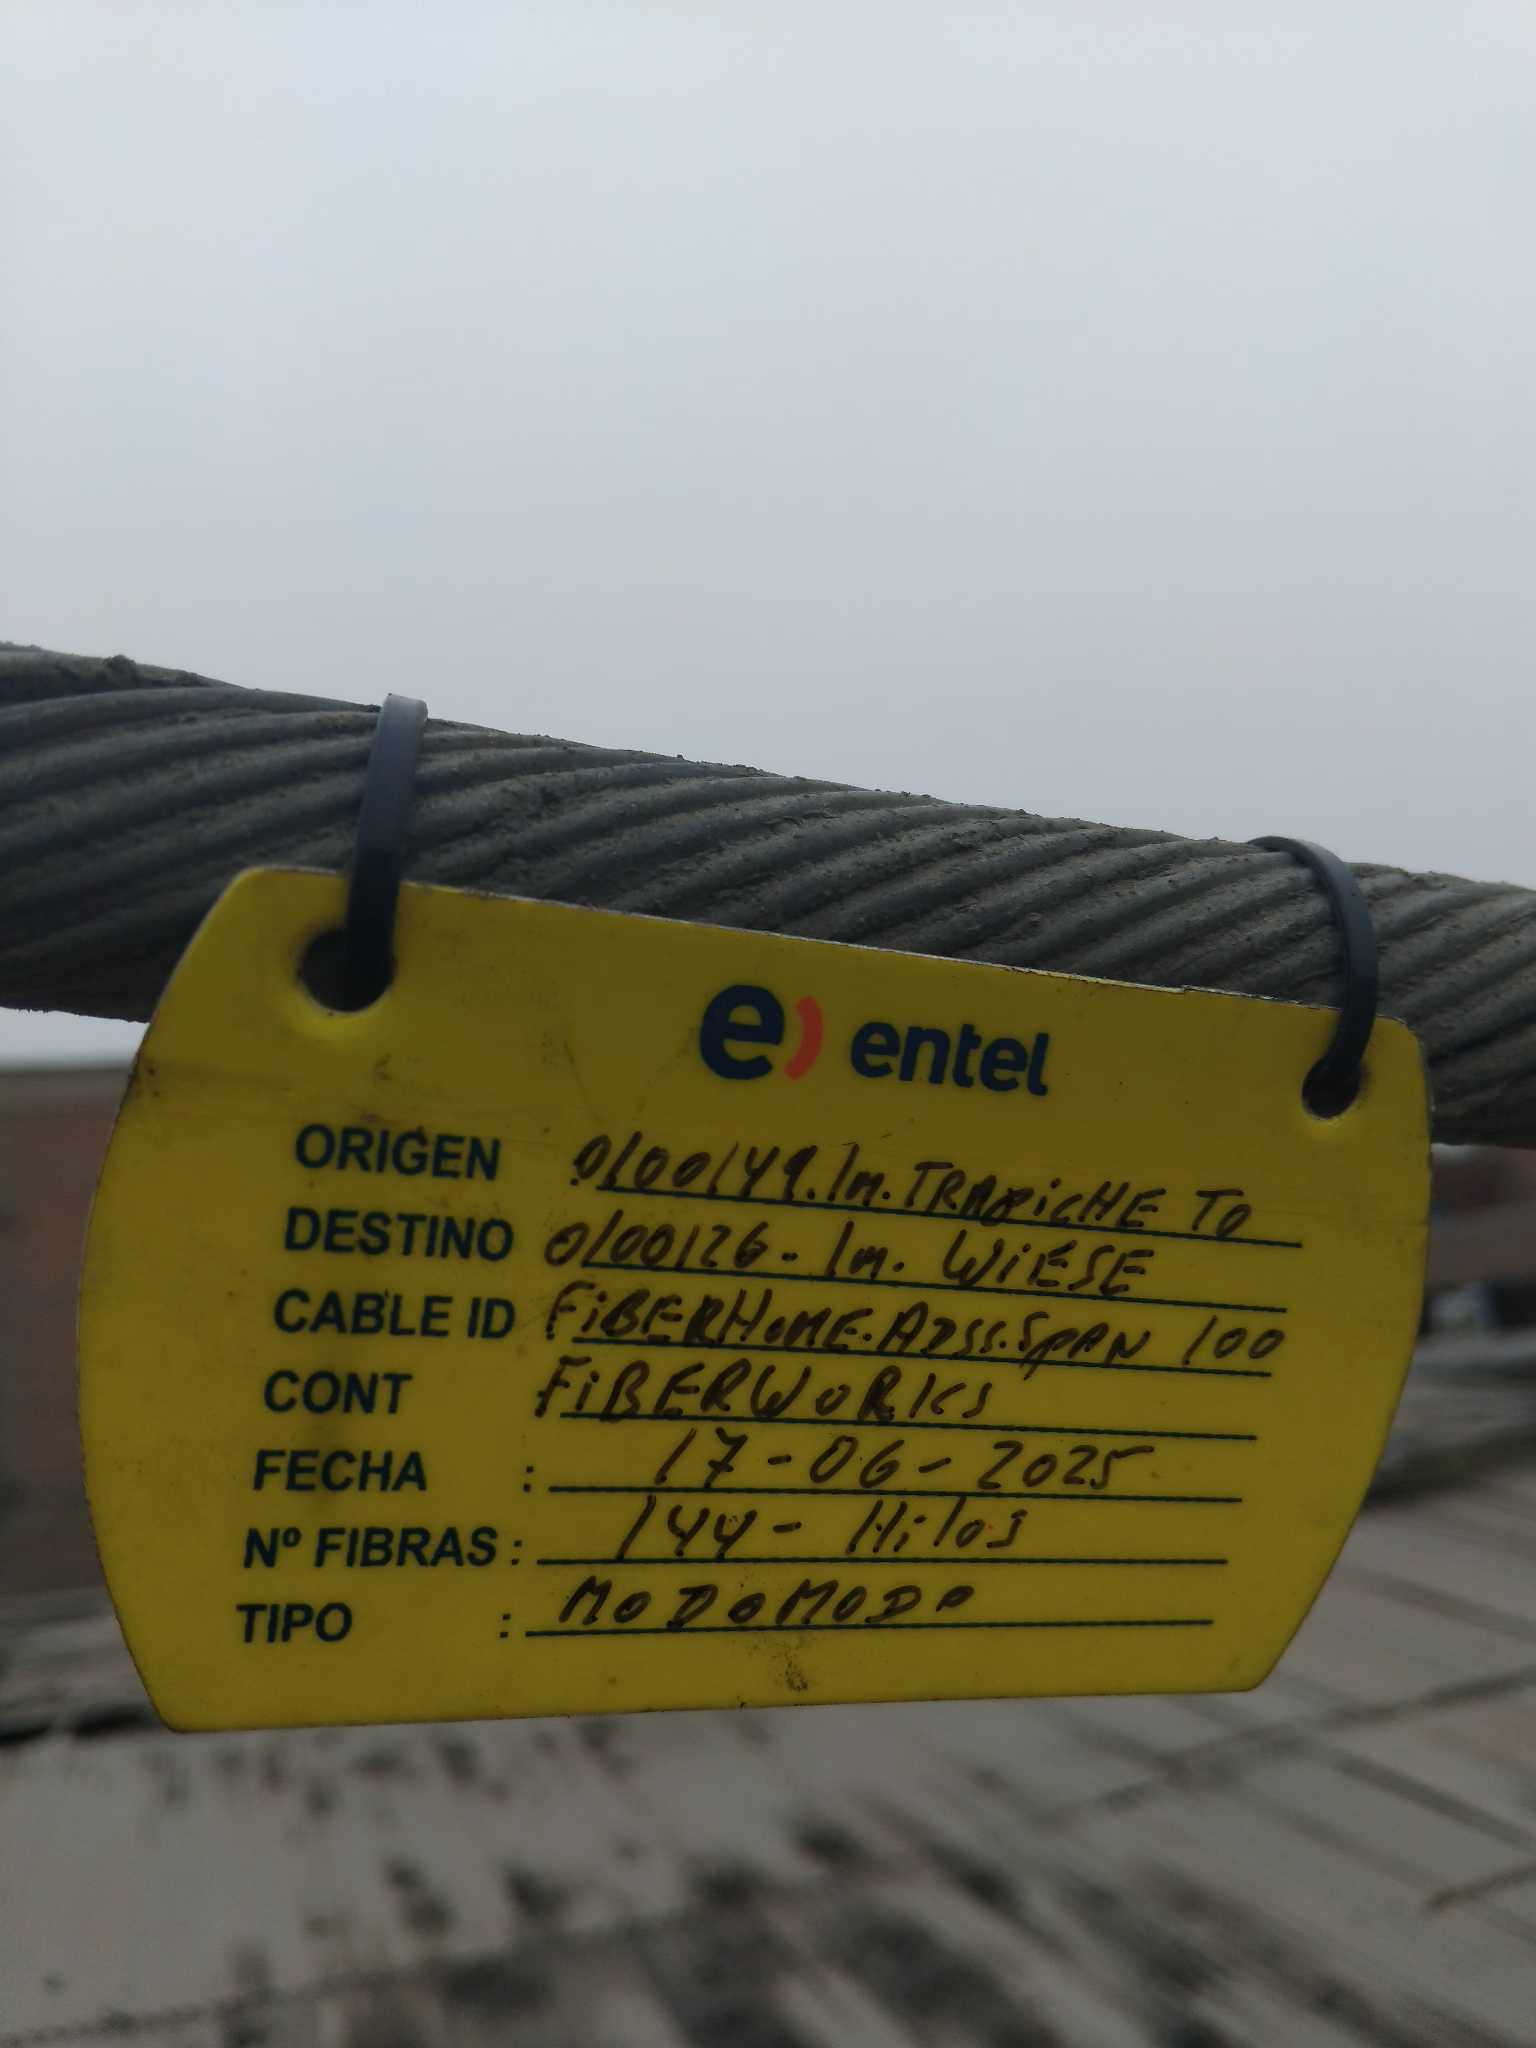 e) entel
ORIGEN : 0100149.lm.TRAPICHE TO
DESTINO 0100126-lm. WiESE
CABLE ID FiBERHOME.ADSS.SPAN 100
CONT : FiBERWORKS
FECHA : 17-06-2025
Nº FIBRAS : 144- Hilos
TIPO : MODOMODO